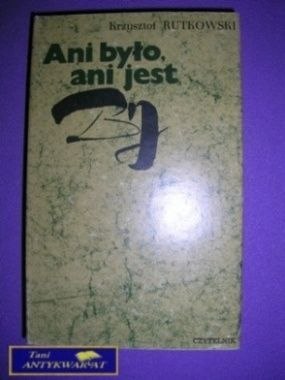 Krzysztof RUTKOWSKI
Ani było,
ani jest
CZYTELNIK
Tani
ANTYKWARIAT